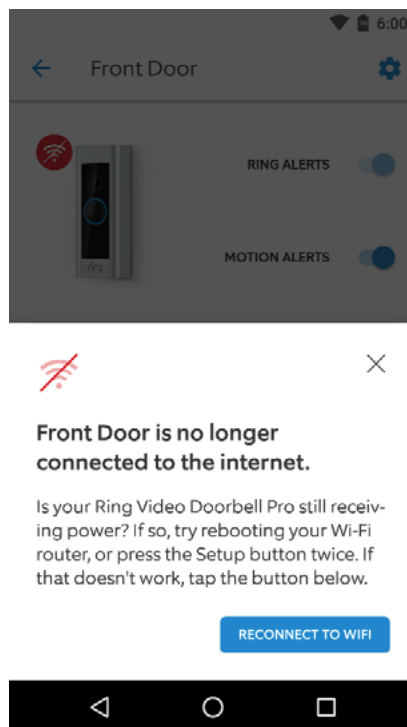 6:00
Front Door
RING ALERTS
MOTION ALERTS
ring
Front Door is no longer
connected to the internet.
Is your Ring Video Doorbell Pro still receiv-
ing power? If so, try rebooting your Wi-Fi
router, or press the Setup button twice. If
that doesn't work, tap the button below.
RECONNECT TO WIFI